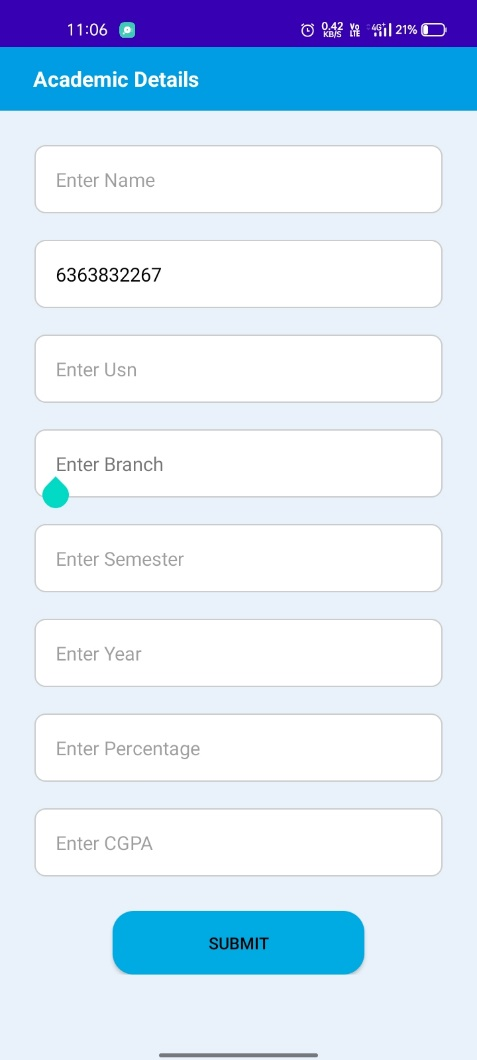 11:06 0.42 KB/S Vo LTE 4G+ 21%
Academic Details
Enter Name
6363832267
Enter Usn
Enter Branch
Enter Semester
Enter Year
Enter Percentage
Enter CGPA
SUBMIT